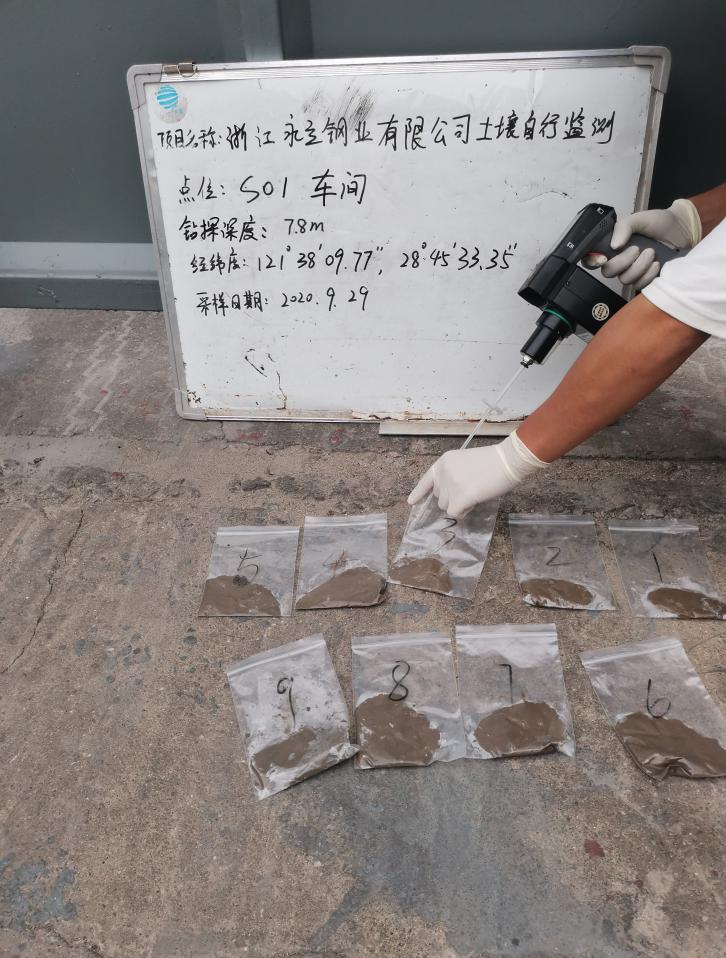 项目名称:浙江永立钢业有限公司土壤自行监测
点位:S01 车间
钻探深度:7.8m
经纬度:121°38'09.77", 28°45'33.35"
采样日期:2020.9.29
5 4 3 2 1
9 8 7 6